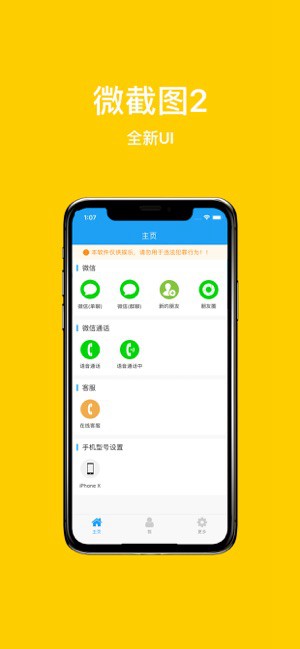 微截图2
全新UI
1:07
主页
本软件仅供娱乐，请勿用于违法犯罪行为！！
微信
微信(单聊) 微信(群聊) 新的朋友 朋友圈
微信通话
语音通话 语音通话中
客服
在线客服
手机型号设置
iPhone X
主页 我 更多